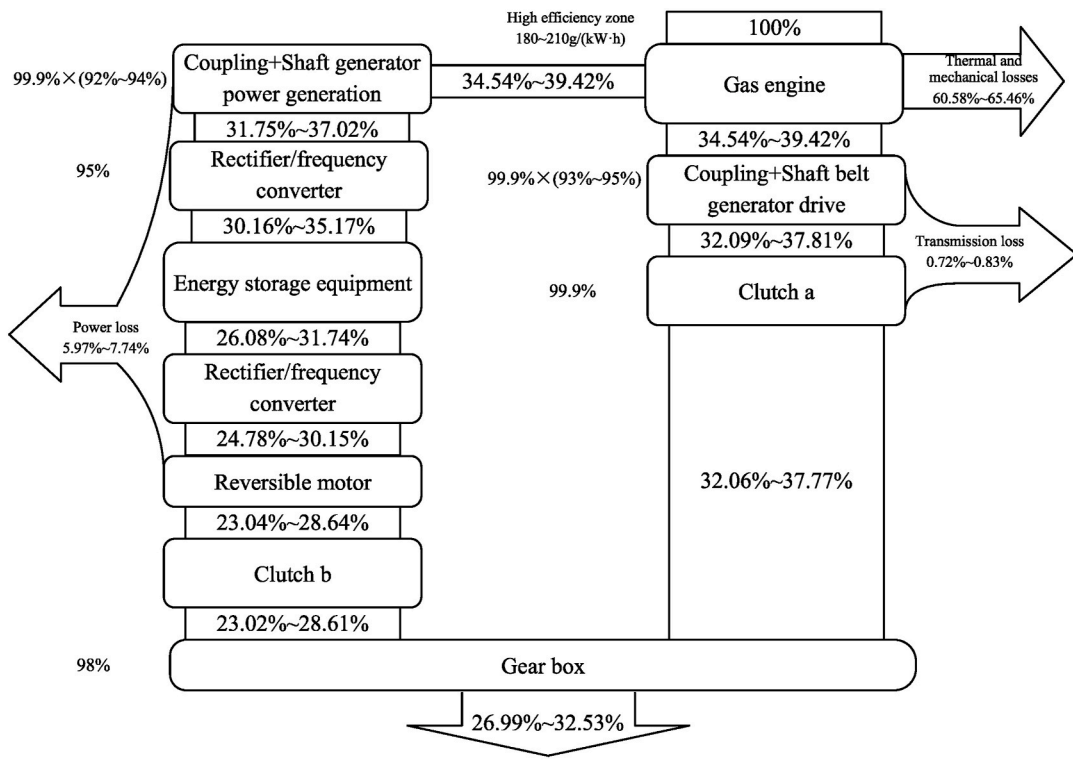 High efficiency zone
180~210g/(kW·h)
100%
99.9%×(92%~94%)
Coupling+Shaft generator
power generation
34.54%~39.42%
Gas engine
Thermal and
mechanical losses
60.58%~65.46%
31.75%~37.02%
34.54%~39.42%
95%
Rectifier/frequency
converter
99.9%×(93%~95%)
Coupling+Shaft belt
generator drive
30.16%~35.17%
32.09%~37.81%
Transmission loss
0.72%~0.83%
Energy storage equipment
99.9%
Clutch a
Power loss
5.97%~7.74%
26.08%~31.74%
Rectifier/frequency
converter
24.78%~30.15%
Reversible motor
32.06%~37.77%
23.04%~28.64%
Clutch b
23.02%~28.61%
98%
Gear box
26.99%~32.53%